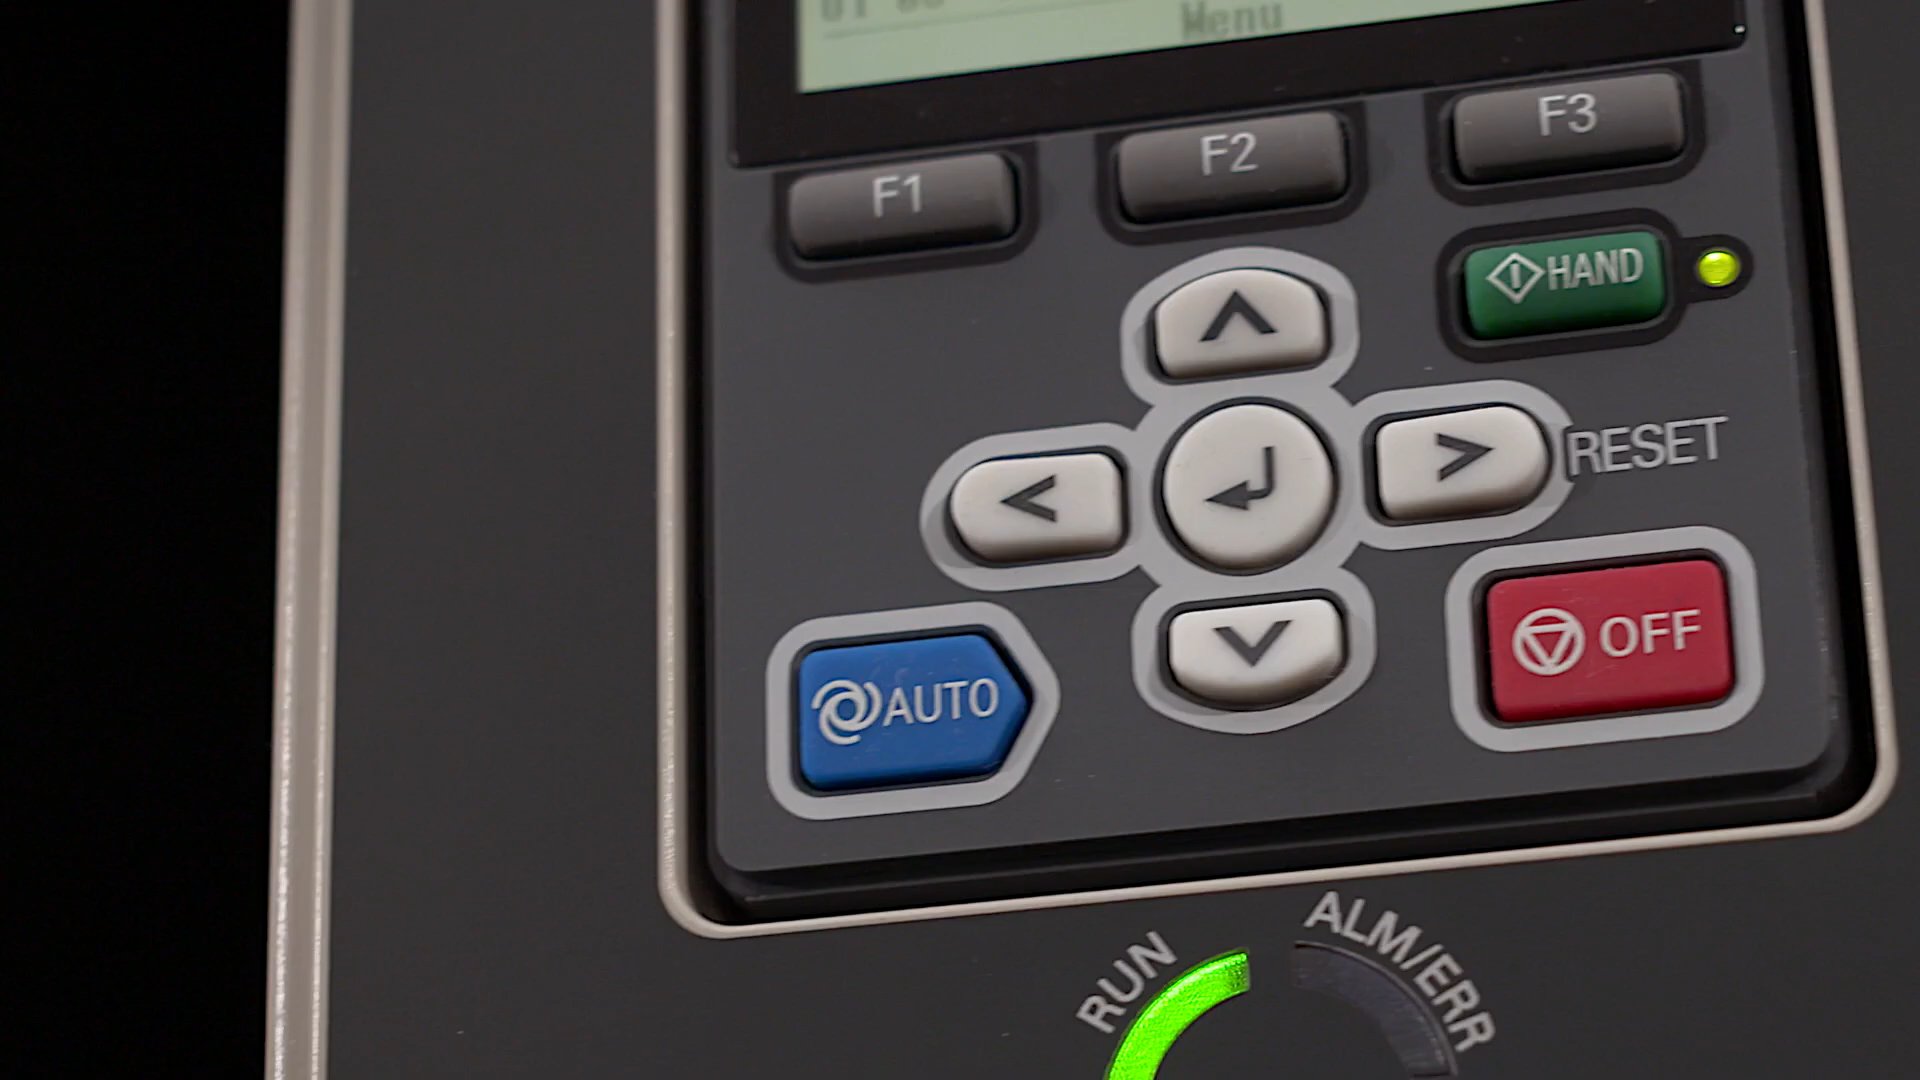 Menu
F1
F2
F3
HAND
RESET
AUTO
OFF
RUN
ALM/ERR